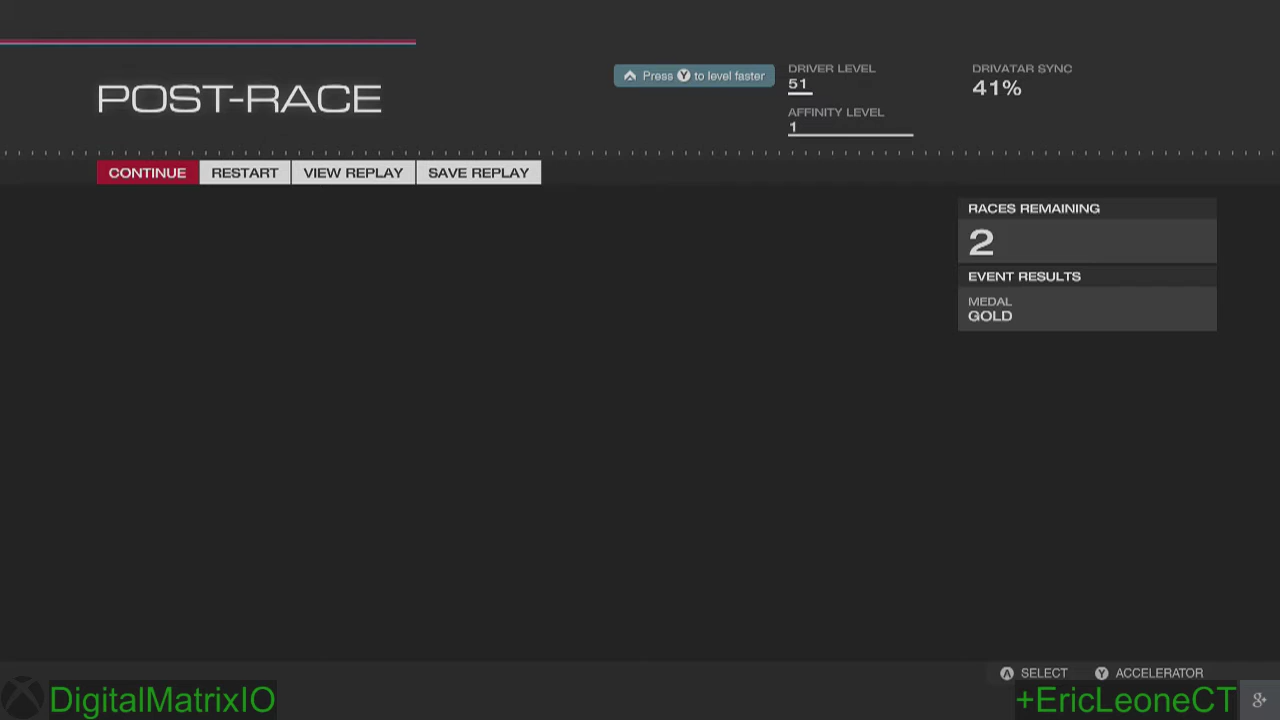 POST-RACE
Press Y to level faster
DRIVER LEVEL
51
AFFINITY LEVEL
1
DRIVATAR SYNC
41%
CONTINUE
RESTART
VIEW REPLAY
SAVE REPLAY
RACES REMAINING
2
EVENT RESULTS
MEDAL
GOLD
A SELECT
Y ACCELERATOR
DigitalMatrixIO
+EricLeoneCT
g+